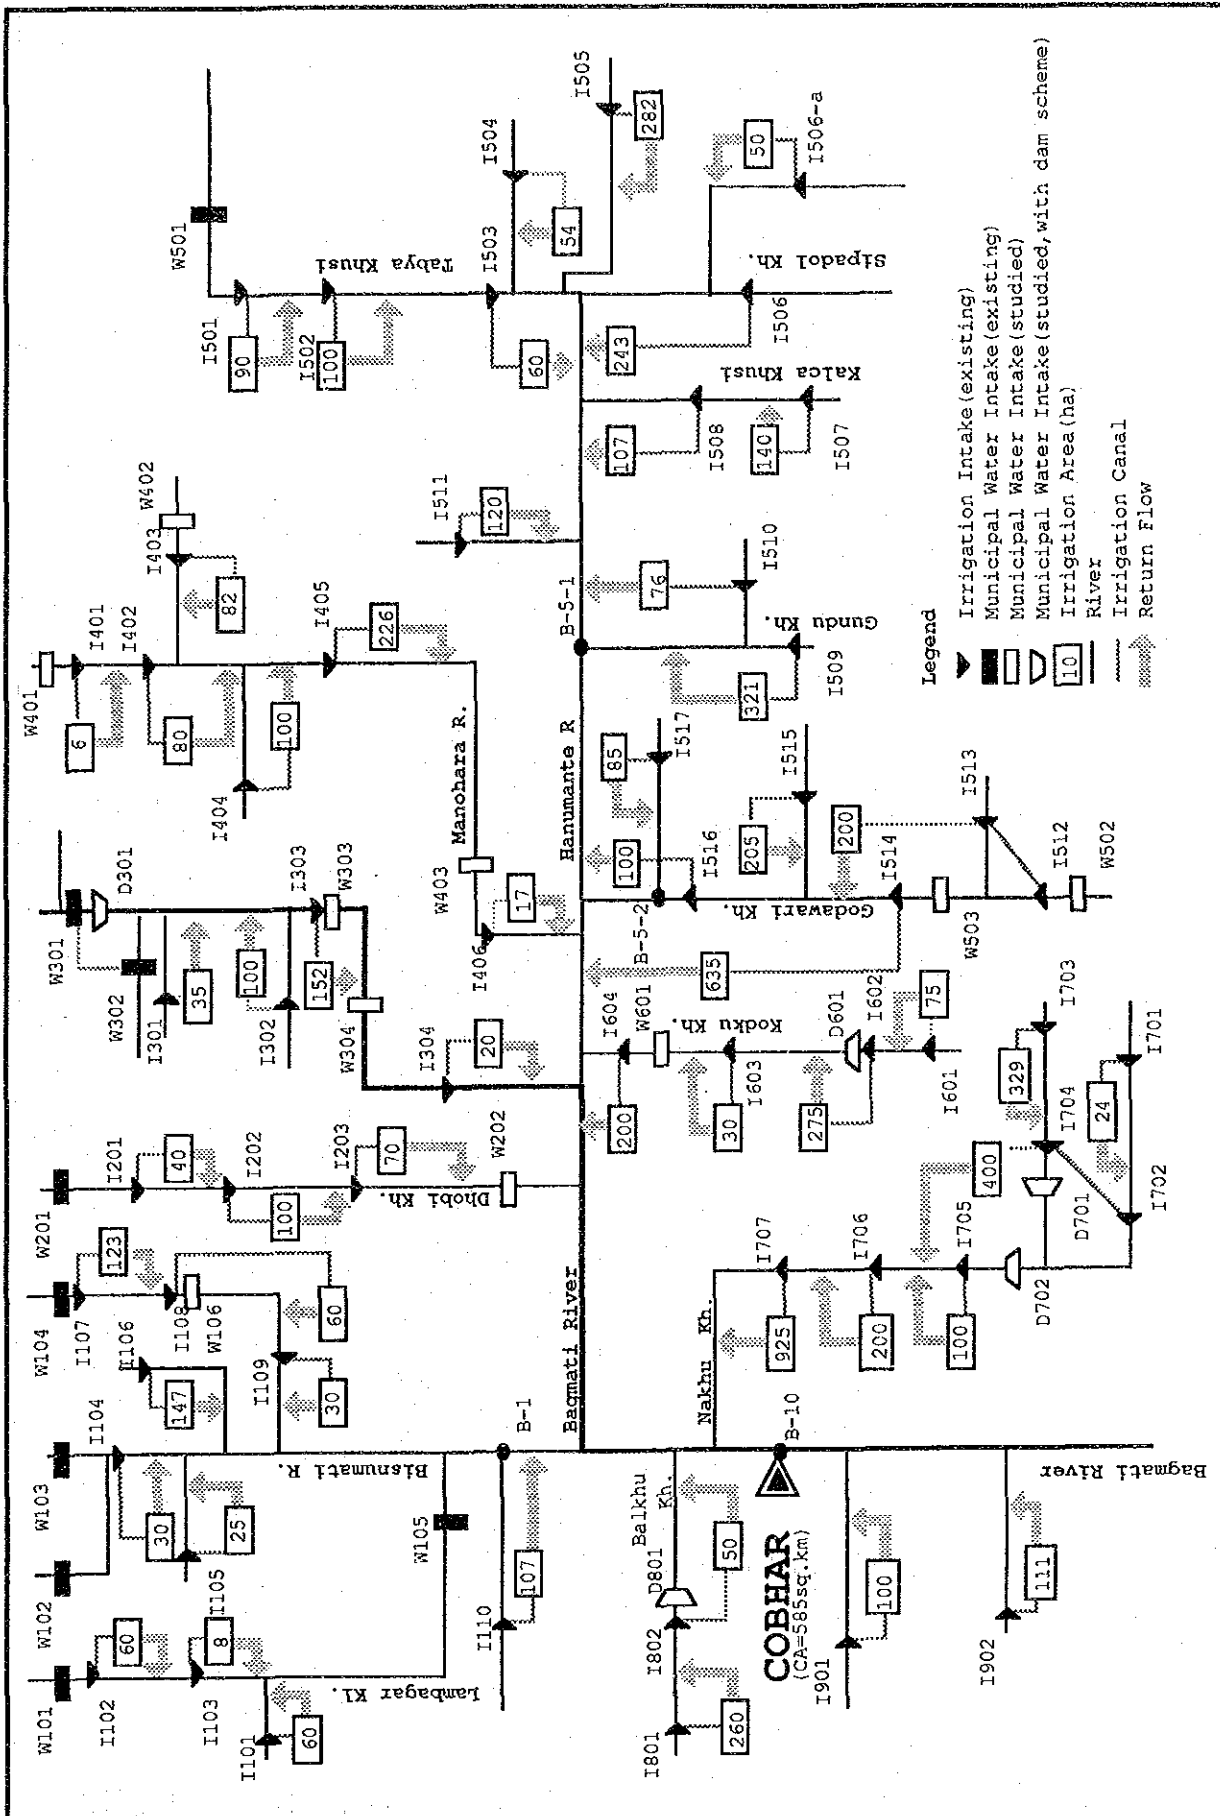 W101
W102
W103
W104
W201
W301
W401
I102
60
I103
8
I101
60
I105
25
30
I104
147
I106
I107
123
I108
W106
60
I109
30
Lambagar Kl.
Bisnumati R.
W105
I110
107
B-1
I201
40
I202
100
I203
70
Dhobi Kh.
W202
W302
D301
I301
35
I302
100
152
I303
W303
W304
I304
20
I401
6
I402
80
W402
I403
82
I404
100
I405
226
Manohara R.
W403
I406
17
W501
I501
90
I502
100
Tabya Khusi
I503
60
I504
54
I505
282
I506-a
50
Sipadol Kh.
I506
243
Kalca Khusi
107
I508
140
I507
I511
120
B-5-1
Hanumante R
76
I510
Gundu Kh.
321
I509
85
I517
100
I516
B-5-2
205
I515
200
I514
Godawari Kh.
I513
W503
I512
W502
635
Bagmati River
I604
200
W601
Kodku Kh.
30
I603
D601
I602
275
75
I601
I703
329
I704
I701
24
I702
400
D701
D702
I705
100
I706
200
I707
925
Nakhu Kh.
B-10
Balkhu
Kh.
D801
50
I802
I801
260
COBHAR
(CA=585sq.km)
I901
100
I902
111
Bagmati River
Legend
Irrigation Intake(existing)
Municipal Water Intake(existing)
Municipal Water Intake(studied)
Municipal Water Intake(studied,with dam scheme)
10 Irrigation Area(ha)
River
Irrigation Canal
Return Flow